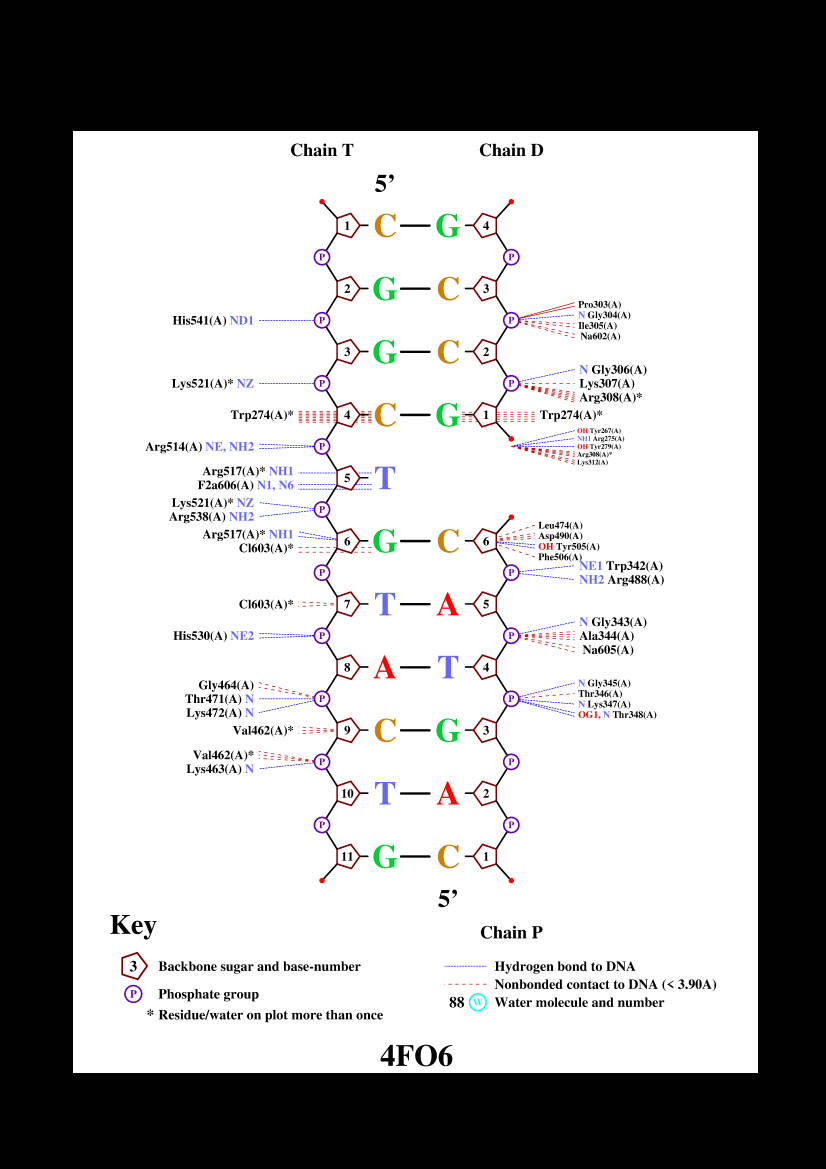 Chain T Chain D
5’
1 C G 4
P P
2 G C 3
Pro303(A)
N Gly304(A)
His541(A) ND1 P P
Ile305(A)
Na602(A)
3 G C 2
N Gly306(A)
Lys521(A)* NZ P P Lys307(A)
Arg308(A)*
Trp274(A)* 4 C G 1 Trp274(A)*
OH Tyr267(A)
NH1 Arg275(A)
Arg514(A) NE, NH2 P OH Tyr279(A)
Arg308(A)*
Lys312(A)
Arg517(A)* NH1
5 T
F2a606(A) N1, N6
Lys521(A)* NZ
P
Arg538(A) NH2
Leu474(A)
Arg517(A)* NH1 Asp490(A)
6 G C 6
Cl603(A)* OH Tyr505(A)
Phe506(A)
NE1 Trp342(A)
P P
NH2 Arg488(A)
Cl603(A)* 7 T A 5
N Gly343(A)
His530(A) NE2 P P Ala344(A)
Na605(A)
8 A T 4
Gly464(A) N Gly345(A)
Thr346(A)
Thr471(A) N P P
N Lys347(A)
Lys472(A) N OG1, N Thr348(A)
Val462(A)* 9 C G 3
Val462(A)*
P P
Lys463(A) N
10 T A 2
P P
11 G C 1
5’
Key
Chain P
3 Backbone sugar and base-number
Hydrogen bond to DNA
Nonbonded contact to DNA (< 3.90A)
P Phosphate group
88 W Water molecule and number
* Residue/water on plot more than once
4FO6